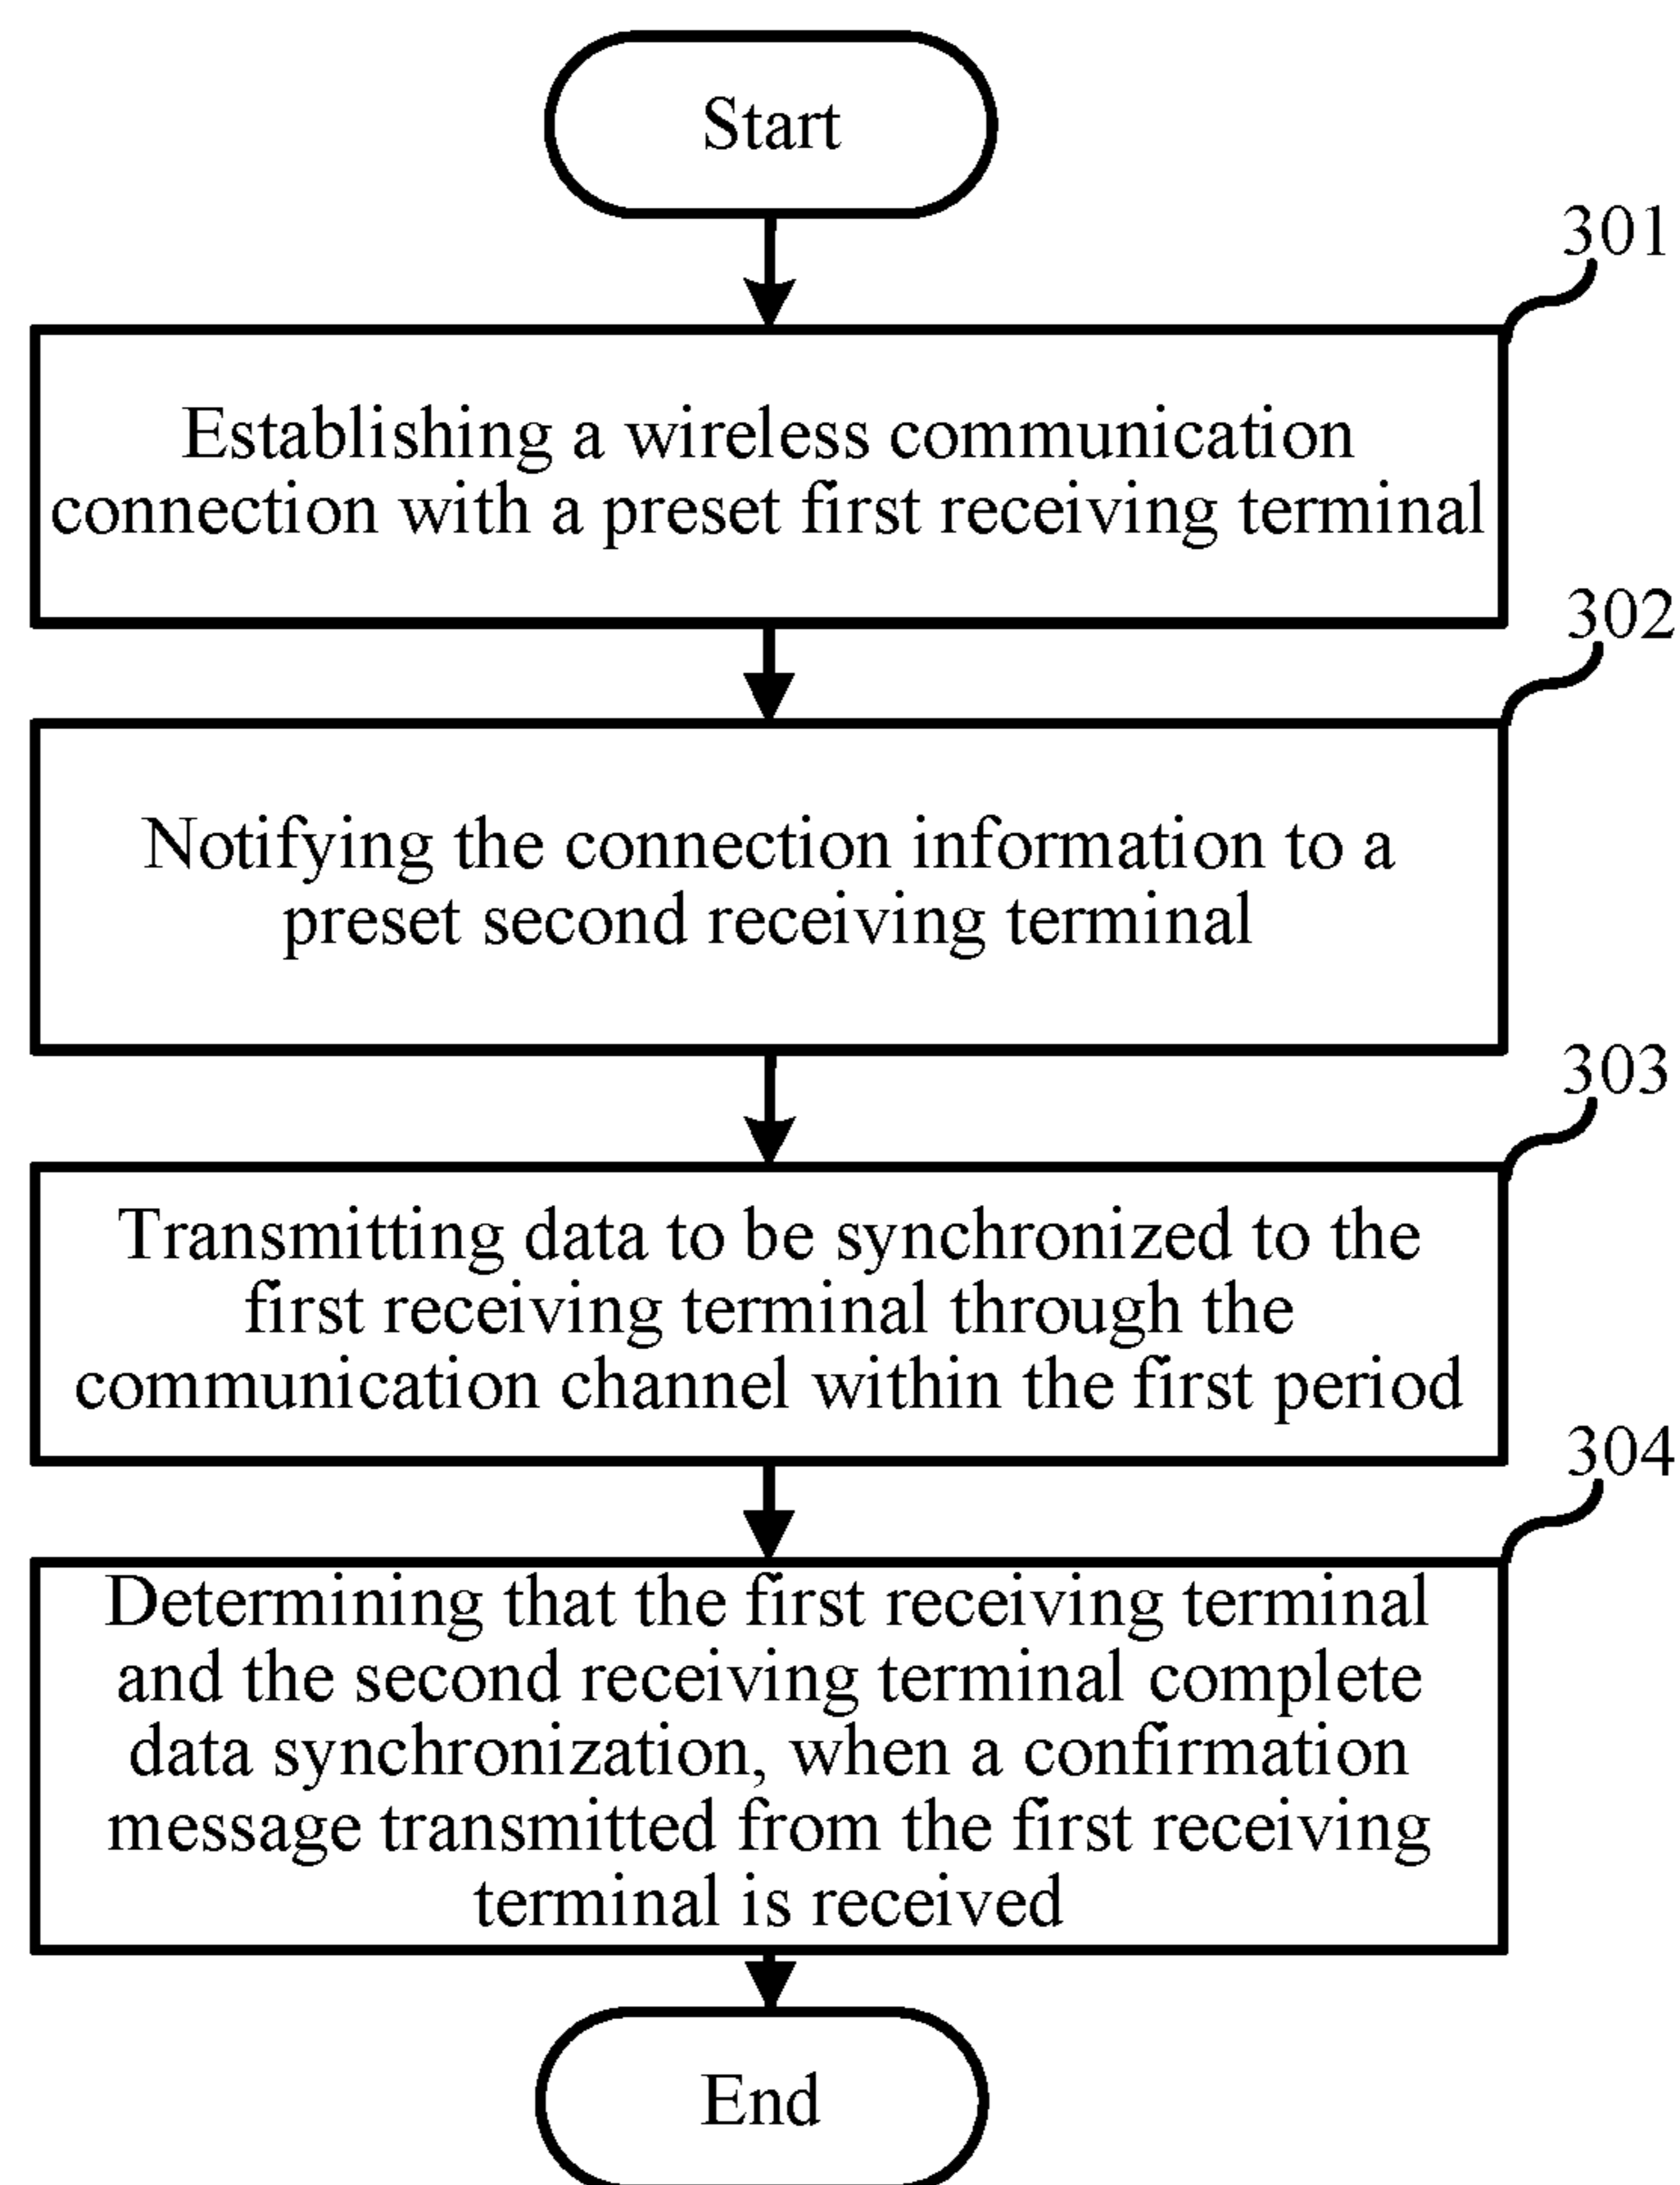 Start
301
Establishing a wireless communication
connection with a preset first receiving terminal
302
Notifying the connection information to a
preset second receiving terminal
303
Transmitting data to be synchronized to the
first receiving terminal through the
communication channel within the first period
304
Determining that the first receiving terminal
and the second receiving terminal complete
data synchronization, when a confirmation
message transmitted from the first receiving
terminal is received
End